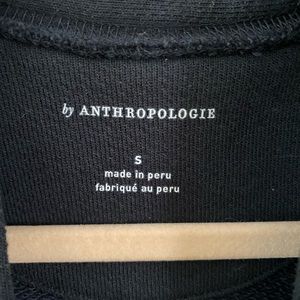 by ANTHROPOLOGIE
S
made in peru
fabriqué au peru